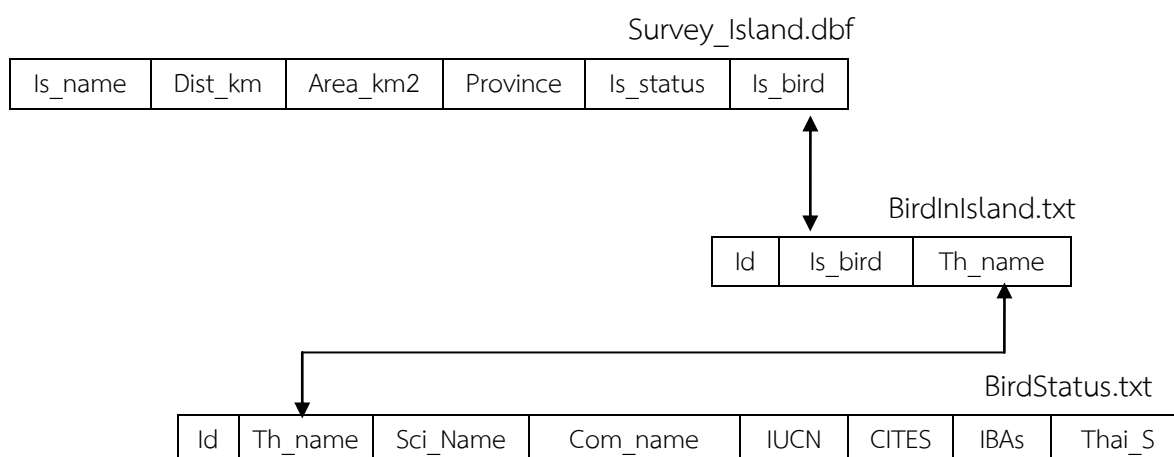 Survey_Island.dbf
Is_name Dist_km Area_km2 Province Is_status Is_bird
BirdInIsland.txt
Id Is_bird Th_name
BirdStatus.txt
Id Th_name Sci_Name Com_name IUCN CITES IBAs Thai_S